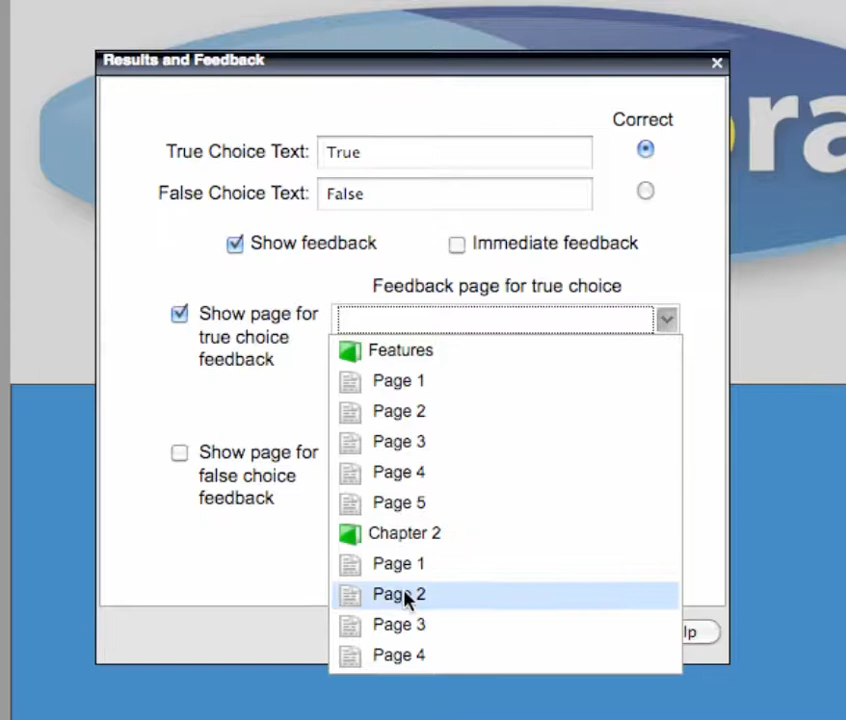 Results and Feedback
Correct
True Choice Text: True
False Choice Text: False
Show feedback Immediate feedback
Feedback page for true choice
Show page for
true choice
feedback
Features
Page 1
Page 2
Page 3
Page 4
Page 5
Show page for
false choice
feedback
Chapter 2
Page 1
Page 2
Page 3
Page 4
lp
ra